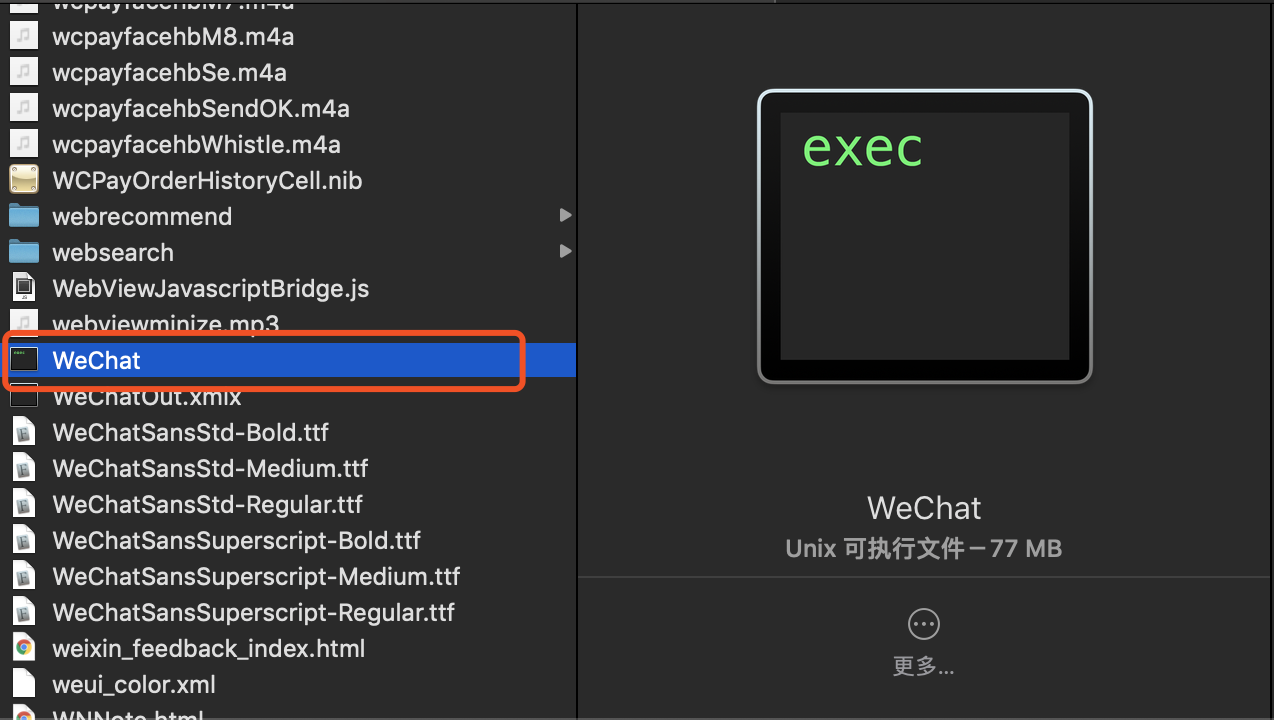 wcpayfacehbM7.m4a
wcpayfacehbM8.m4a
wcpayfacehbSe.m4a
wcpayfacehbSendOK.m4a
wcpayfacehbWhistle.m4a
WCPayOrderHistoryCell.nib
webrecommend
websearch
WebViewJavascriptBridge.js
webviewminize.mp3
WeChat
WeChatOut.xmix
WeChatSansStd-Bold.ttf
WeChatSansStd-Medium.ttf
WeChatSansStd-Regular.ttf
WeChatSansSuperscript-Bold.ttf
WeChatSansSuperscript-Medium.ttf
WeChatSansSuperscript-Regular.ttf
weixin_feedback_index.html
weui_color.xml
WNNote.html
exec
WeChat
Unix 可执行文件 – 77 MB
更多...